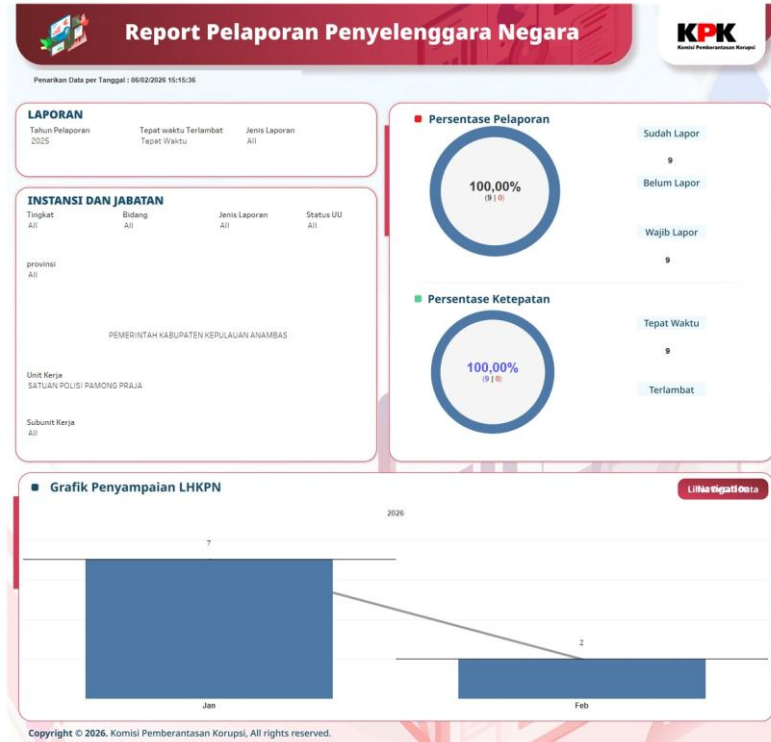 Report Pelaporan Penyelenggara Negara
KPK
Komisi Pemberantasan Korupsi
Penarikan Data per Tanggal : 06/02/2026 15:15:36
LAPORAN
Tahun Pelaporan Tepat waktu Terlambat Jenis Laporan
2025 Tepat Waktu All
INSTANSI DAN JABATAN
Tingkat Bidang Jenis Laporan Status UU
All All All All
provinsi
All
PEMERINTAH KABUPATEN KEPULAUAN ANAMBAS
Unit Kerja
SATUAN POLISI PAMONG PRAJA
Subunit Kerja
All
Persentase Pelaporan
100,00%
(9 | 0)
Sudah Lapor
9
Belum Lapor
Wajib Lapor
9
Persentase Ketepatan
100,00%
(9 | 0)
Tepat Waktu
9
Terlambat
Grafik Penyampaian LHKPN
2026
7
2
Jan Feb
Copyright © 2026. Komisi Pemberantasan Korupsi, All rights reserved.